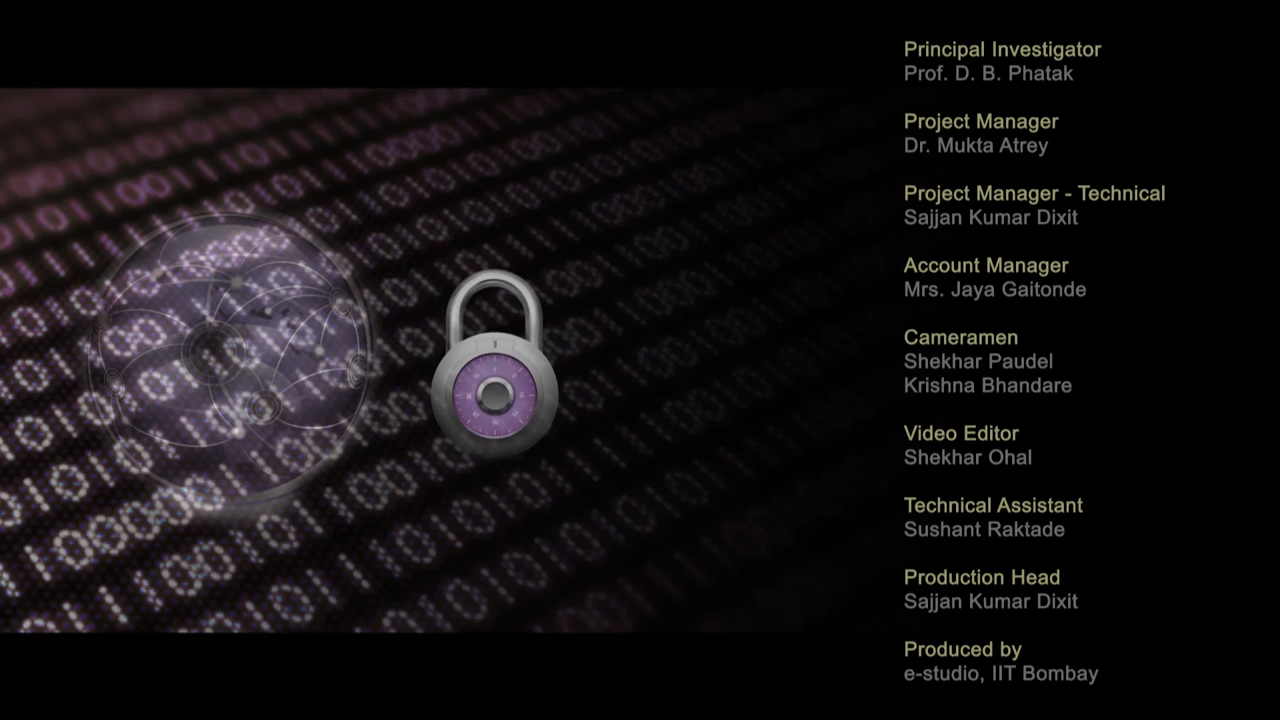 Principal Investigator
Prof. D. B. Phatak
Project Manager
Dr. Mukta Atrey
Project Manager - Technical
Sajjan Kumar Dixit
Account Manager
Mrs. Jaya Gaitonde
Cameramen
Shekhar Paudel
Krishna Bhandare
Video Editor
Shekhar Ohal
Technical Assistant
Sushant Raktade
Production Head
Sajjan Kumar Dixit
Produced by
e-studio, IIT Bombay